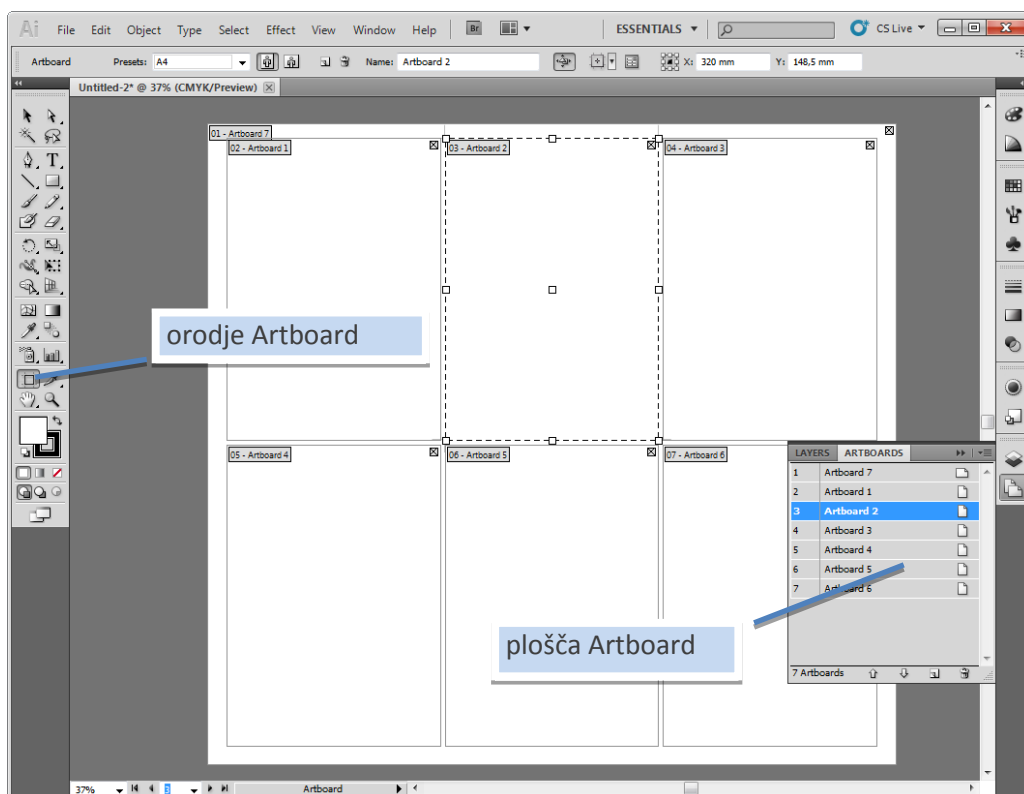 Ai File Edit Object Type Select Effect View Window Help Br ESSENTIALS CS Live
Artboard Presets: A4 Name: Artboard 2 X: 320 mm Y: 148,5 mm
Untitled-2* @ 37% (CMYK/Preview)
01 - Artboard 7
02 - Artboard 1
03 - Artboard 2
04 - Artboard 3
orodje Artboard
05 - Artboard 4
06 - Artboard 5
07 - Artboard 6
LAYERS ARTBOARDS
1 Artboard 7
2 Artboard 1
3 Artboard 2
4 Artboard 3
5 Artboard 4
6 Artboard 5
7 Artboard 6
plošča Artboard
7 Artboards
37% 3 Artboard